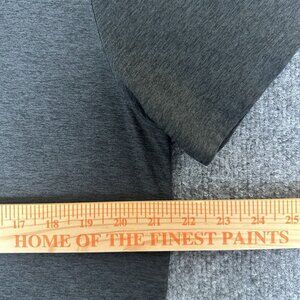 17 18 19 20 21 22 23 24 25
HOME OF THE FINEST PAINTS